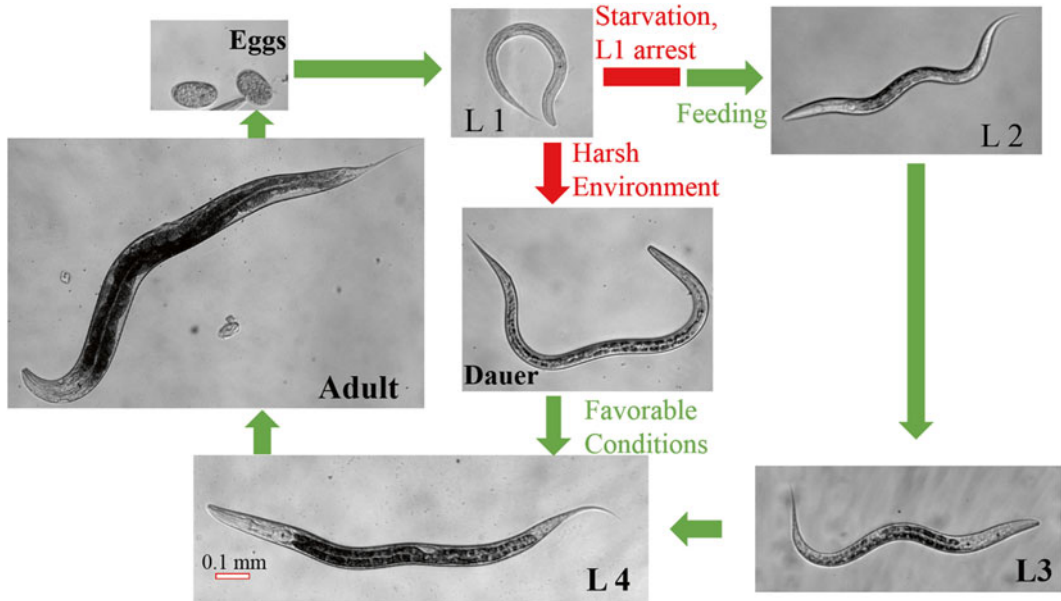 Eggs
L 1
Starvation,
L1 arrest
Feeding
L 2
Harsh
Environment
Adult
Dauer
Favorable
Conditions
0.1 mm
L 4
L3